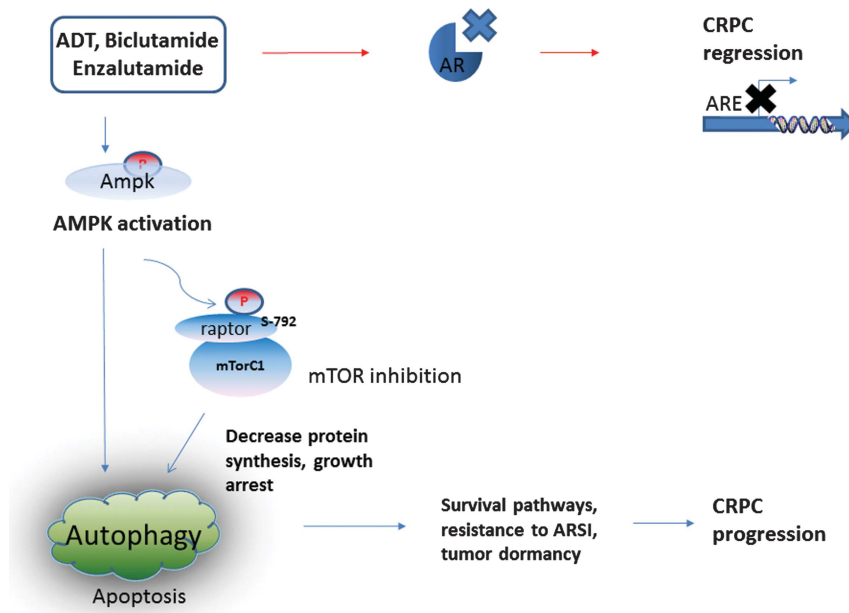 ADT, Biclutamide
Enzalutamide
AR
CRPC
regression
ARE
P
Ampk
AMPK activation
P
S-792
raptor
mTorC1
mTOR inhibition
Decrease protein
synthesis, growth
arrest
Autophagy
Apoptosis
Survival pathways,
resistance to ARSI,
tumor dormancy
CRPC
progression